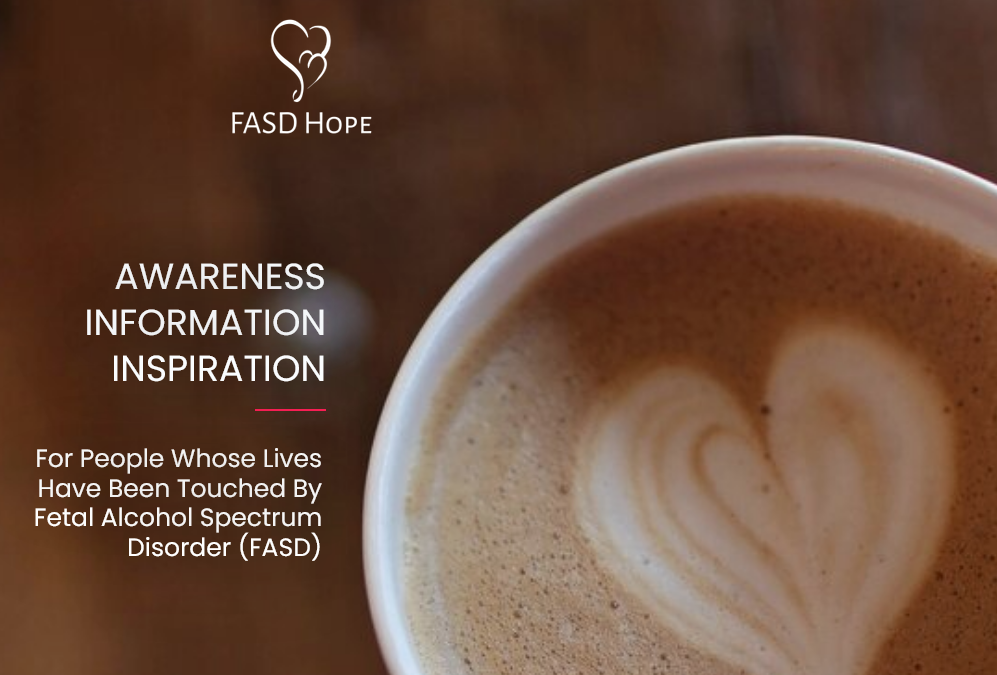 FASD HOPE
AWARENESS
INFORMATION
INSPIRATION
For People Whose Lives
Have Been Touched By
Fetal Alcohol Spectrum
Disorder (FASD)